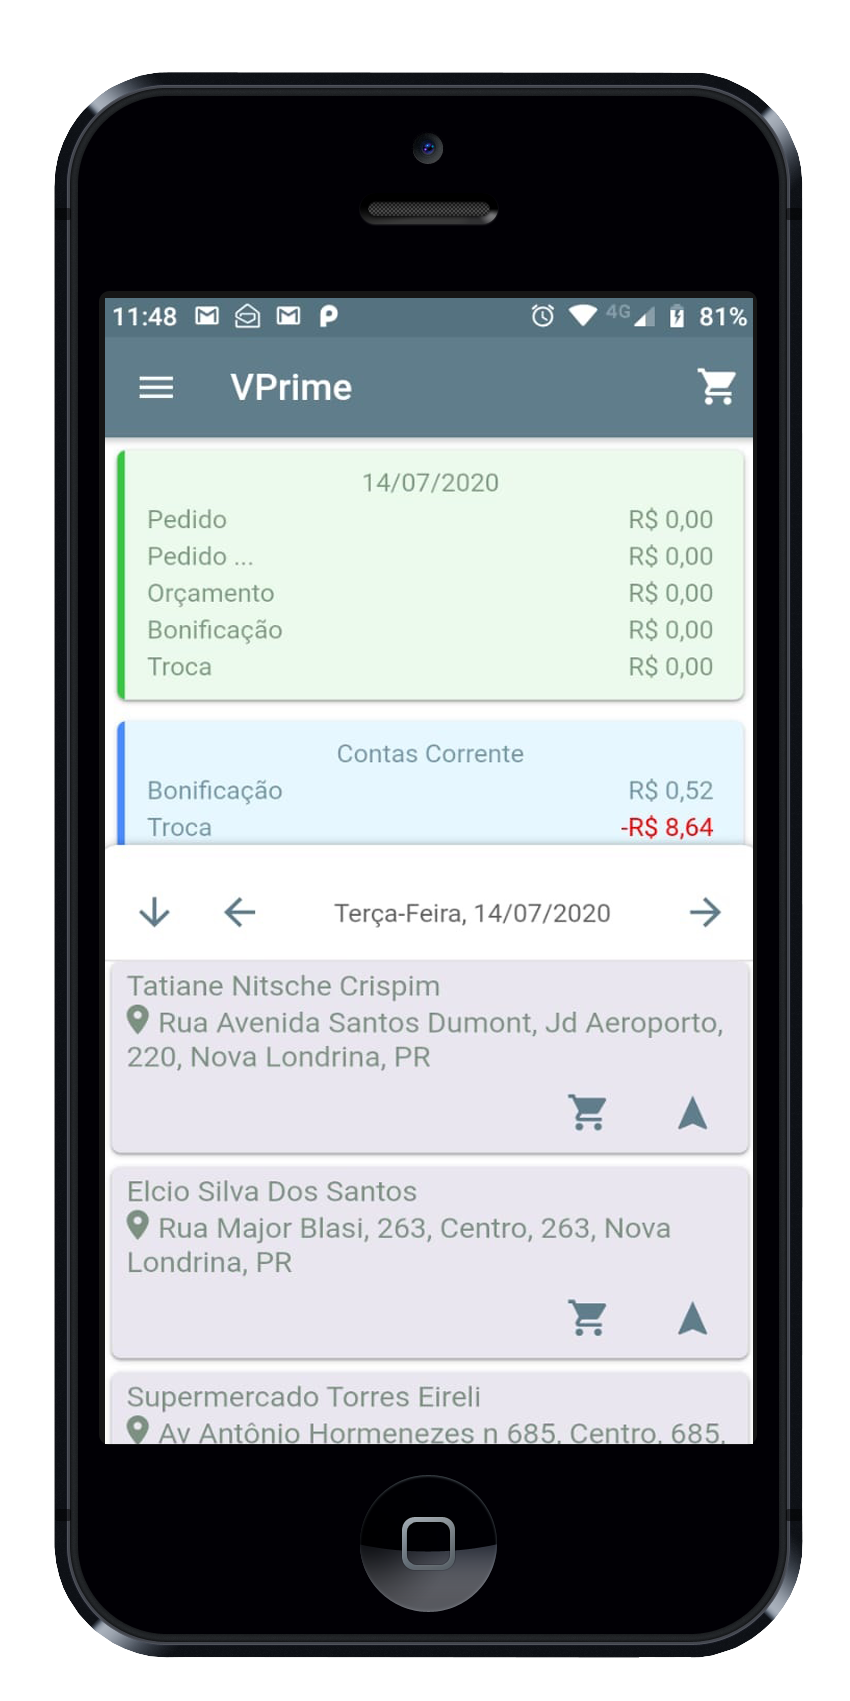 11:48 4G 81%
VPrime
14/07/2020
Pedido R$ 0,00
Pedido ... R$ 0,00
Orçamento R$ 0,00
Bonificação R$ 0,00
Troca R$ 0,00
Contas Corrente
Bonificação R$ 0,52
Troca -R$ 8,64
Terça-Feira, 14/07/2020
Tatiane Nitsche Crispim
Rua Avenida Santos Dumont, Jd Aeroporto,
220, Nova Londrina, PR
Elcio Silva Dos Santos
Rua Major Blasi, 263, Centro, 263, Nova
Londrina, PR
Supermercado Torres Eireli
Av Antônio Hormenezes n 685, Centro, 685,